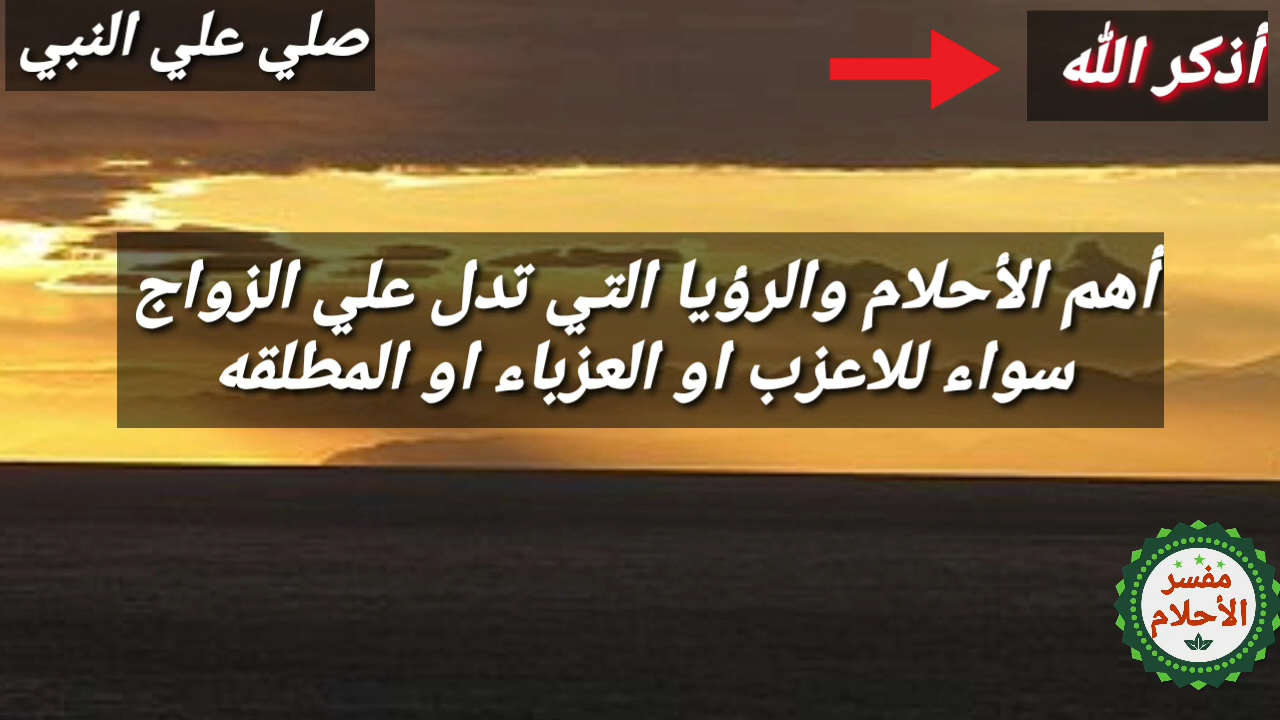 أذكر الله
صلي علي النبي
أهم الأحلام والرؤيا التي تدل علي الزواج
سواء للاعزب او العزباء او المطلقه
مفسر
الأحلام